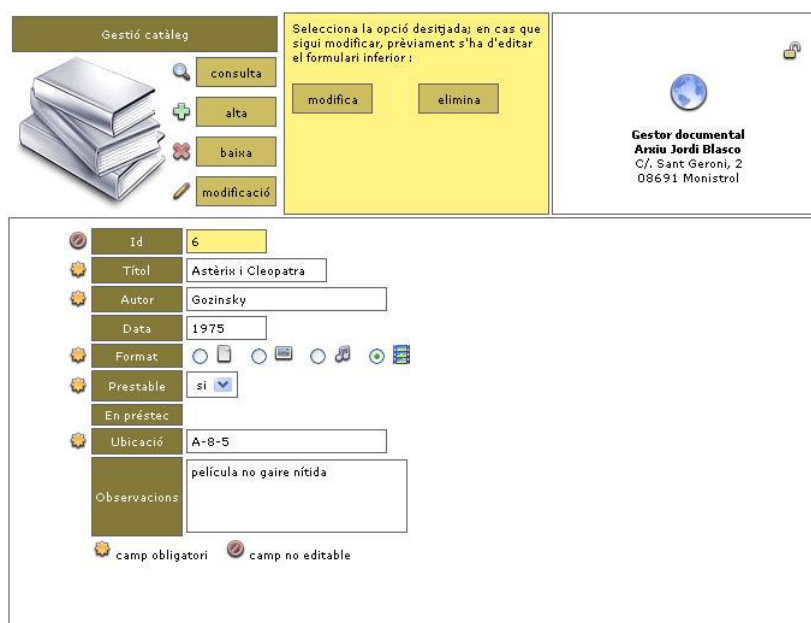 Gestió catàleg
consulta
alta
baixa
modificació
Selecciona la opció desitjada; en cas que
sigui modificar, prèviament s'ha d'editar
el formulari inferior :
modifica
elimina
Gestor documental
Arxiu Jordi Blasco
C/. Sant Geroni, 2
08691 Monistrol
Id 6
Títol Astèrix i Cleopatra
Autor Gozinsky
Data 1975
Format
Prestable si
En préstec
Ubicació A-8-5
Observacions película no gaire nítida
camp obligatori camp no editable